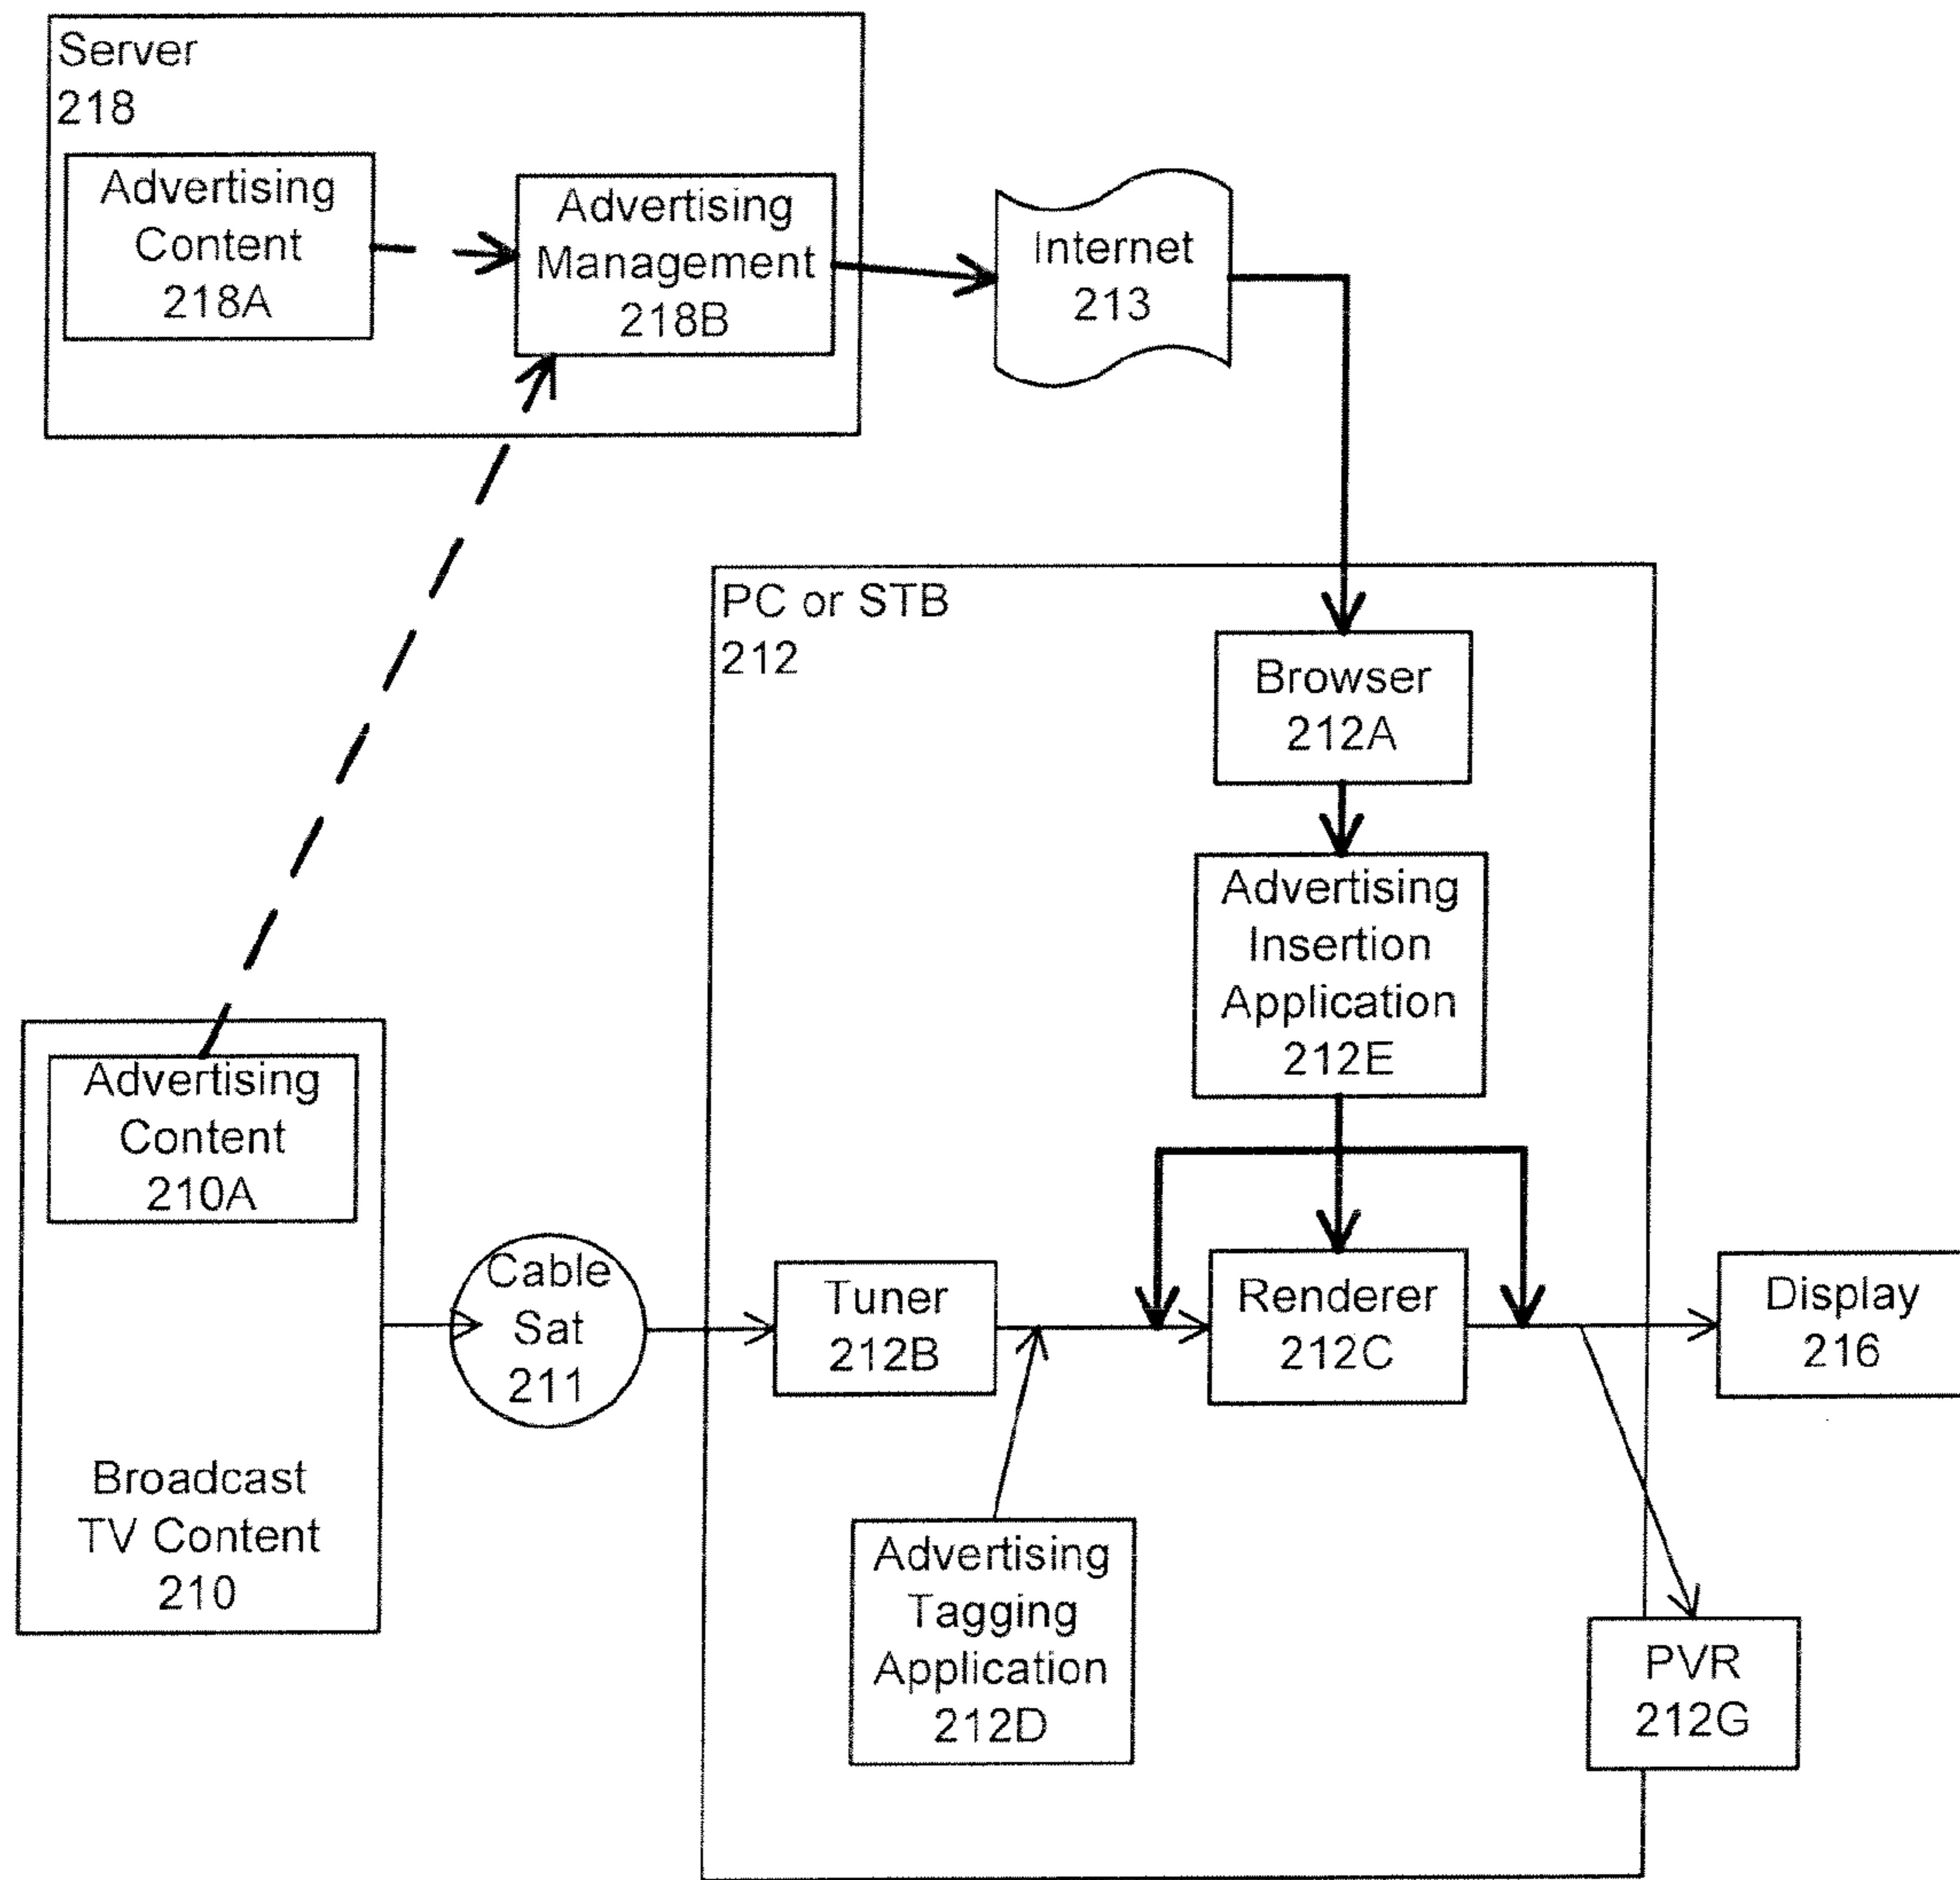 Server
218
Advertising
Content
218A
Advertising
Management
218B
Internet
213
PC or STB
212
Browser
212A
Advertising
Insertion
Application
212E
Advertising
Content
210A
Broadcast
TV Content
210
Cable
Sat
211
Tuner
212B
Renderer
212C
Display
216
Advertising
Tagging
Application
212D
PVR
212G